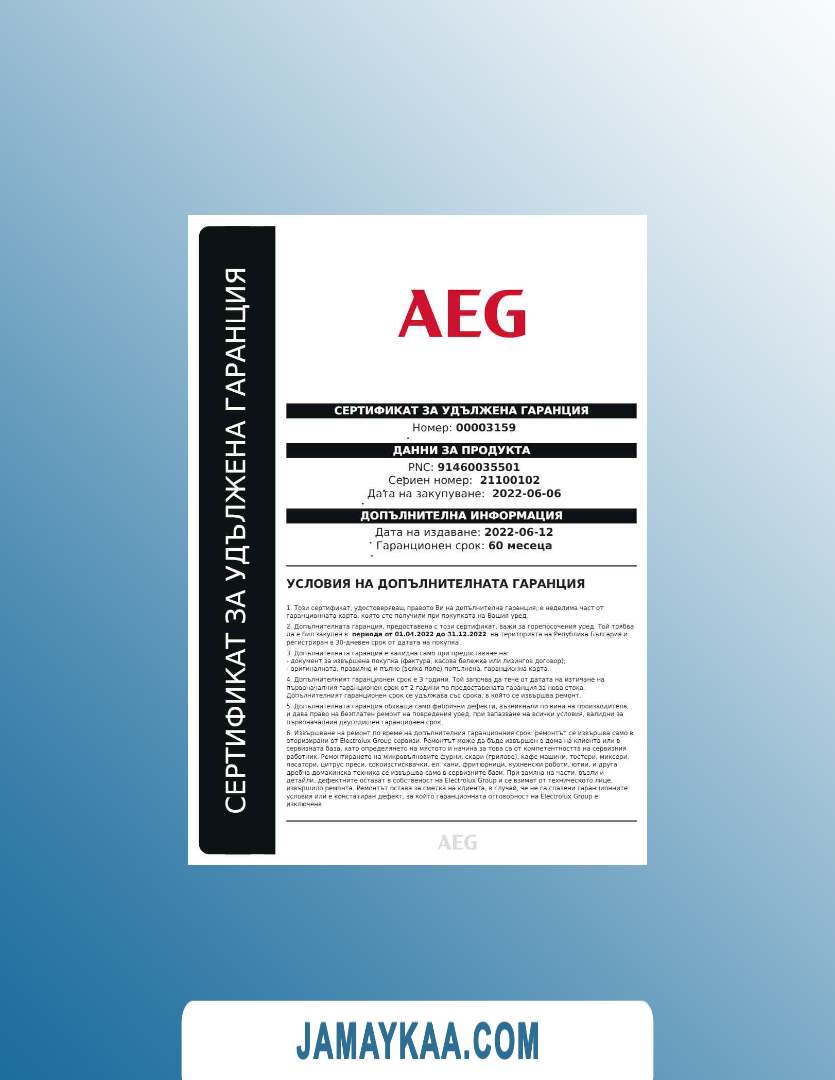 AEG
СЕРТИФИКАТ ЗА УДЪЛЖЕНА ГАРАНЦИЯ
СЕРТИФИКАТ ЗА УДЪЛЖЕНА ГАРАНЦИЯ
Номер: 00003159
ДАННИ ЗА ПРОДУКТА
PNC: 91460035501
Сериен номер: 21100102
Дата на закупуване: 2022-06-06
ДОПЪЛНИТЕЛНА ИНФОРМАЦИЯ
Дата на издаване: 2022-06-12
Гаранционен срок: 60 месеца
УСЛОВИЯ НА ДОПЪЛНИТЕЛНАТА ГАРАНЦИЯ
1. Този сертификат, удостоверяващ правото Ви на допълнителна гаранция, е неделима част от
гаранционната карта, която сте получили при покупката на Вашия уред.
2. Допълнителната гаранция, предоставена с този сертификат, важи за горепосочения уред. Той трябва
да е бил закупен в периода от 01.04.2022 до 31.12.2022 на територията на Република България и
регистриран в 30-дневен срок от датата на покупка.
3. Допълнителната гаранция е валидна само при предоставяне на:
- документ за извършена покупка (фактура, касова бележка или лизингов договор);
- оригиналната, правилно и пълно (всяко поле) попълнена, гаранционна карта.
4. Допълнителният гаранционен срок е 3 години. Той започва да тече от датата на изтичане на
първоначалния гаранционен срок от 2 години по предоставената гаранция за нова стока.
Допълнителният гаранционен срок се удължава със срока, в който се извършва ремонт.
5. Допълнителната гаранция обхваща само фабрични дефекти, възникнали по вина на производителя,
и дава право на безплатен ремонт на повредения уред, при запазване на всички условия, валидни за
първоначалния двугодишен гаранционен срок.
6. Извършване на ремонт по време на допълнителния гаранционния срок: ремонтът се извършва само в
оторизирани от Electrolux Group сервизи. Ремонтът може да бъде извършен в дома на клиента или в
сервизната база, като определянето на мястото и начина за това са от компетентността на сервизния
работник. Ремонтирането на микровълновите фурни, скари (грилове), кафе машини, тостери, миксери,
пасатори, цитрус преси, сокоизстисквачки, ел. кани, фритюрници, кухненски роботи, ютии, и друга
дребна домакинска техника се извършва само в сервизните бази. При замяна на части, възли и
детайли, дефектните остават в собственост на Electrolux Group и се взимат от техническото лице,
извършило ремонта. Ремонтът остава за сметка на клиента, в случай, че не са спазени гаранционните
условия или е констатиран дефект, за който гаранционната отговорност на Electrolux Group е
изключена.
AEG
JAMAYKAA.COM